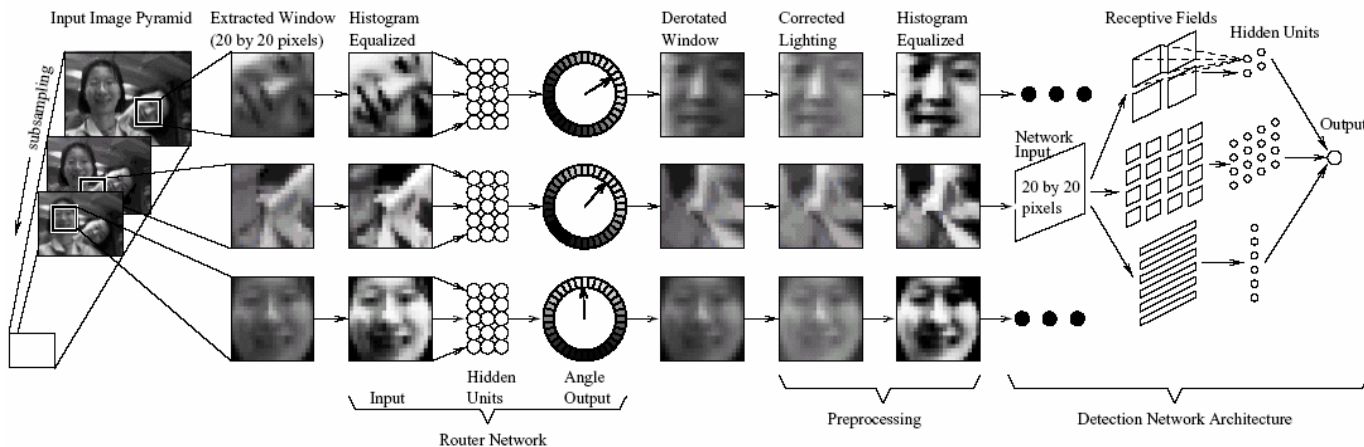 Input Image Pyramid
subsampling
Extracted Window
(20 by 20 pixels)
Histogram
Equalized
Derotated
Window
Corrected
Lighting
Histogram
Equalized
Receptive Fields
Hidden Units
Network
Input
20 by 20
pixels
Output
Input
Hidden
Units
Angle
Output
Router Network
Preprocessing
Detection Network Architecture